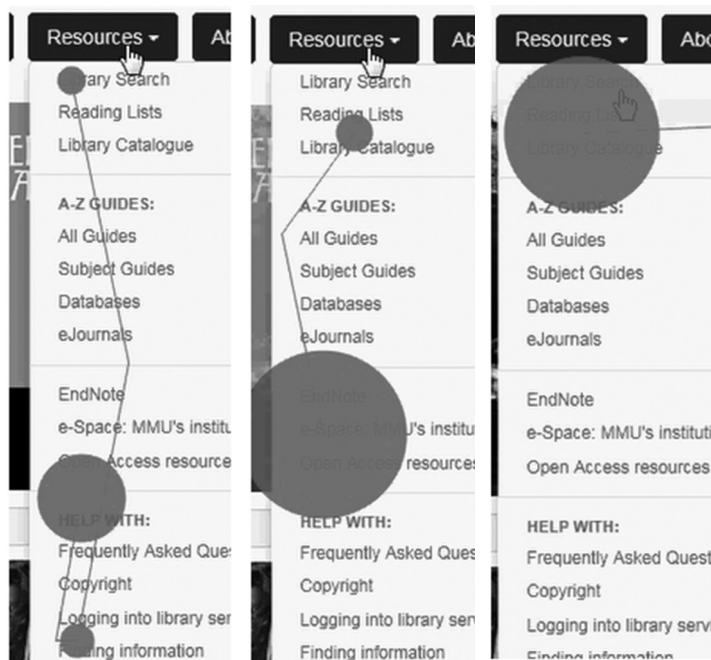 Resources
Ab
Library Search
Reading Lists
Library Catalogue
A-Z GUIDES:
All Guides
Subject Guides
Databases
eJournals
EndNote
e-Space: MMU's institu
Open Access resource
HELP WITH:
Frequently Asked Ques
Copyright
Logging into library ser
Finding information
Resources
Ab
Library Search
Reading Lists
Library Catalogue
A-Z GUIDES:
All Guides
Subject Guides
Databases
eJournals
EndNote
e-Space: MMU's institu
Open Access resources
HELP WITH:
Frequently Asked Ques
Copyright
Logging into library ser
Finding information
Resources
Abo
Library Search
Reading Lists
Library Catalogue
A-Z GUIDES:
All Guides
Subject Guides
Databases
eJournals
EndNote
e-Space: MMU's instituti
Open Access resources
HELP WITH:
Frequently Asked Quest
Copyright
Logging into library servi
Finding information